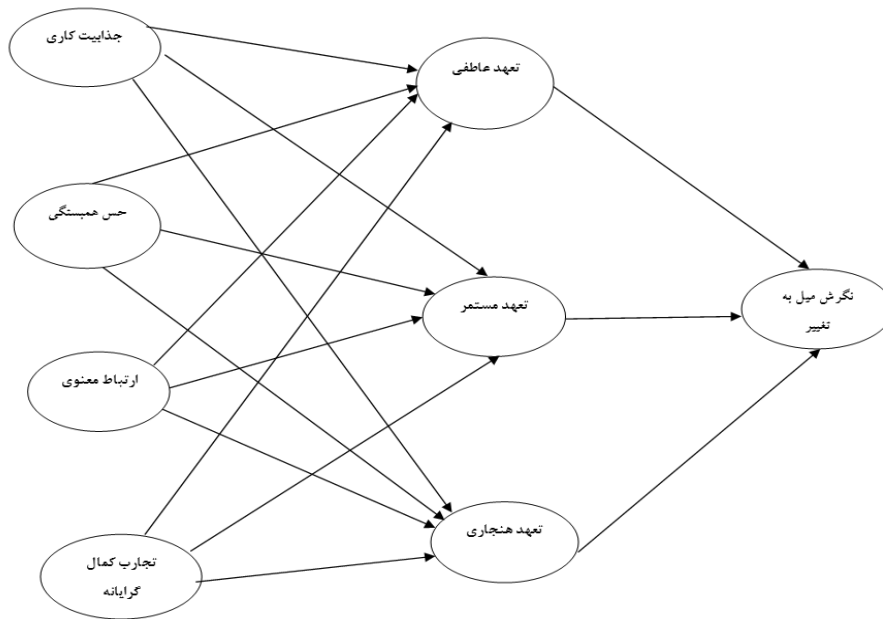 جذابیت کاری
حس همبستگی
ارتباط معنوی
تجارب کمال
گرایانه
تعهد عاطفی
تعهد مستمر
تعهد هنجاری
نگرش میل به
تغییر